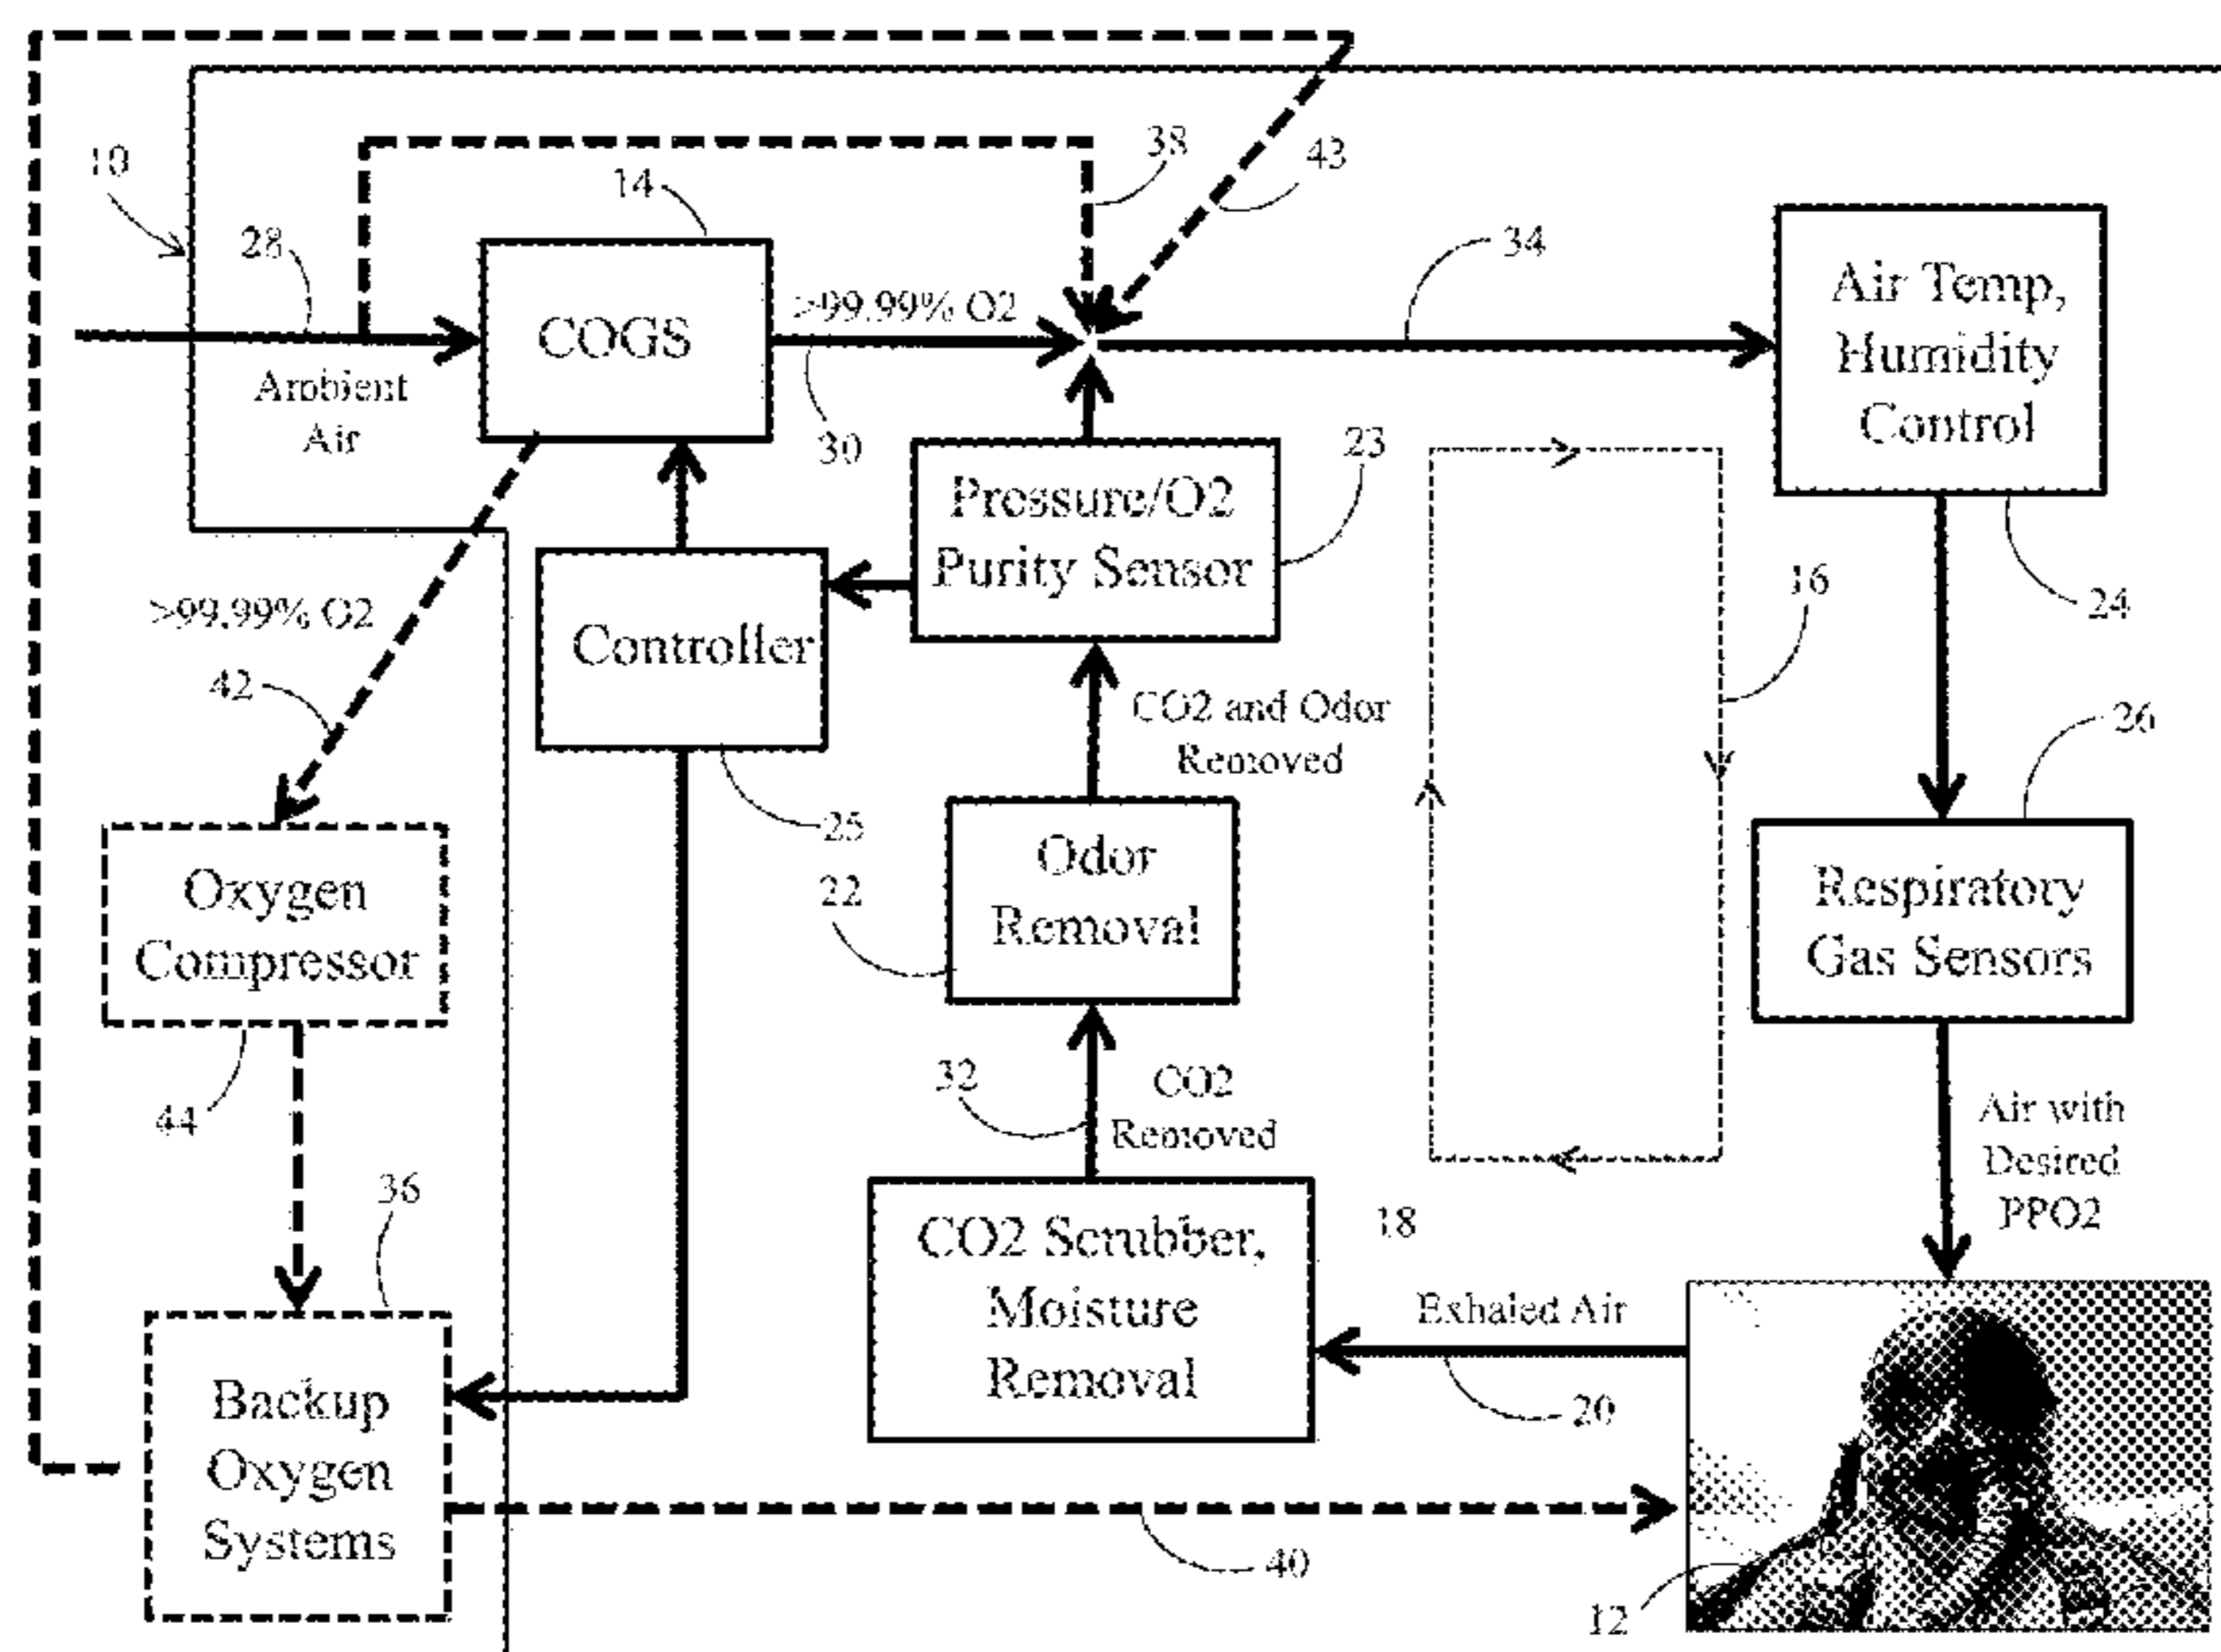 10
28
14
38
43
34
COGS
>99.99% O2
30
Ambient
Air
Air Temp,
Humidity
Control
24
Pressure/O2
Purity Sensor
23
16
>99.99% O2
42
Controller
25
CO2 and Odor
Removed
26
Oxygen
Compressor
44
22
Odor
Removal
Respiratory
Gas Sensors
32
CO2
Removed
Air with
Desired
PPO2
36
CO2 Scrubber,
Moisture
Removal
18
Exhaled Air
20
Backup
Oxygen
Systems
40
12